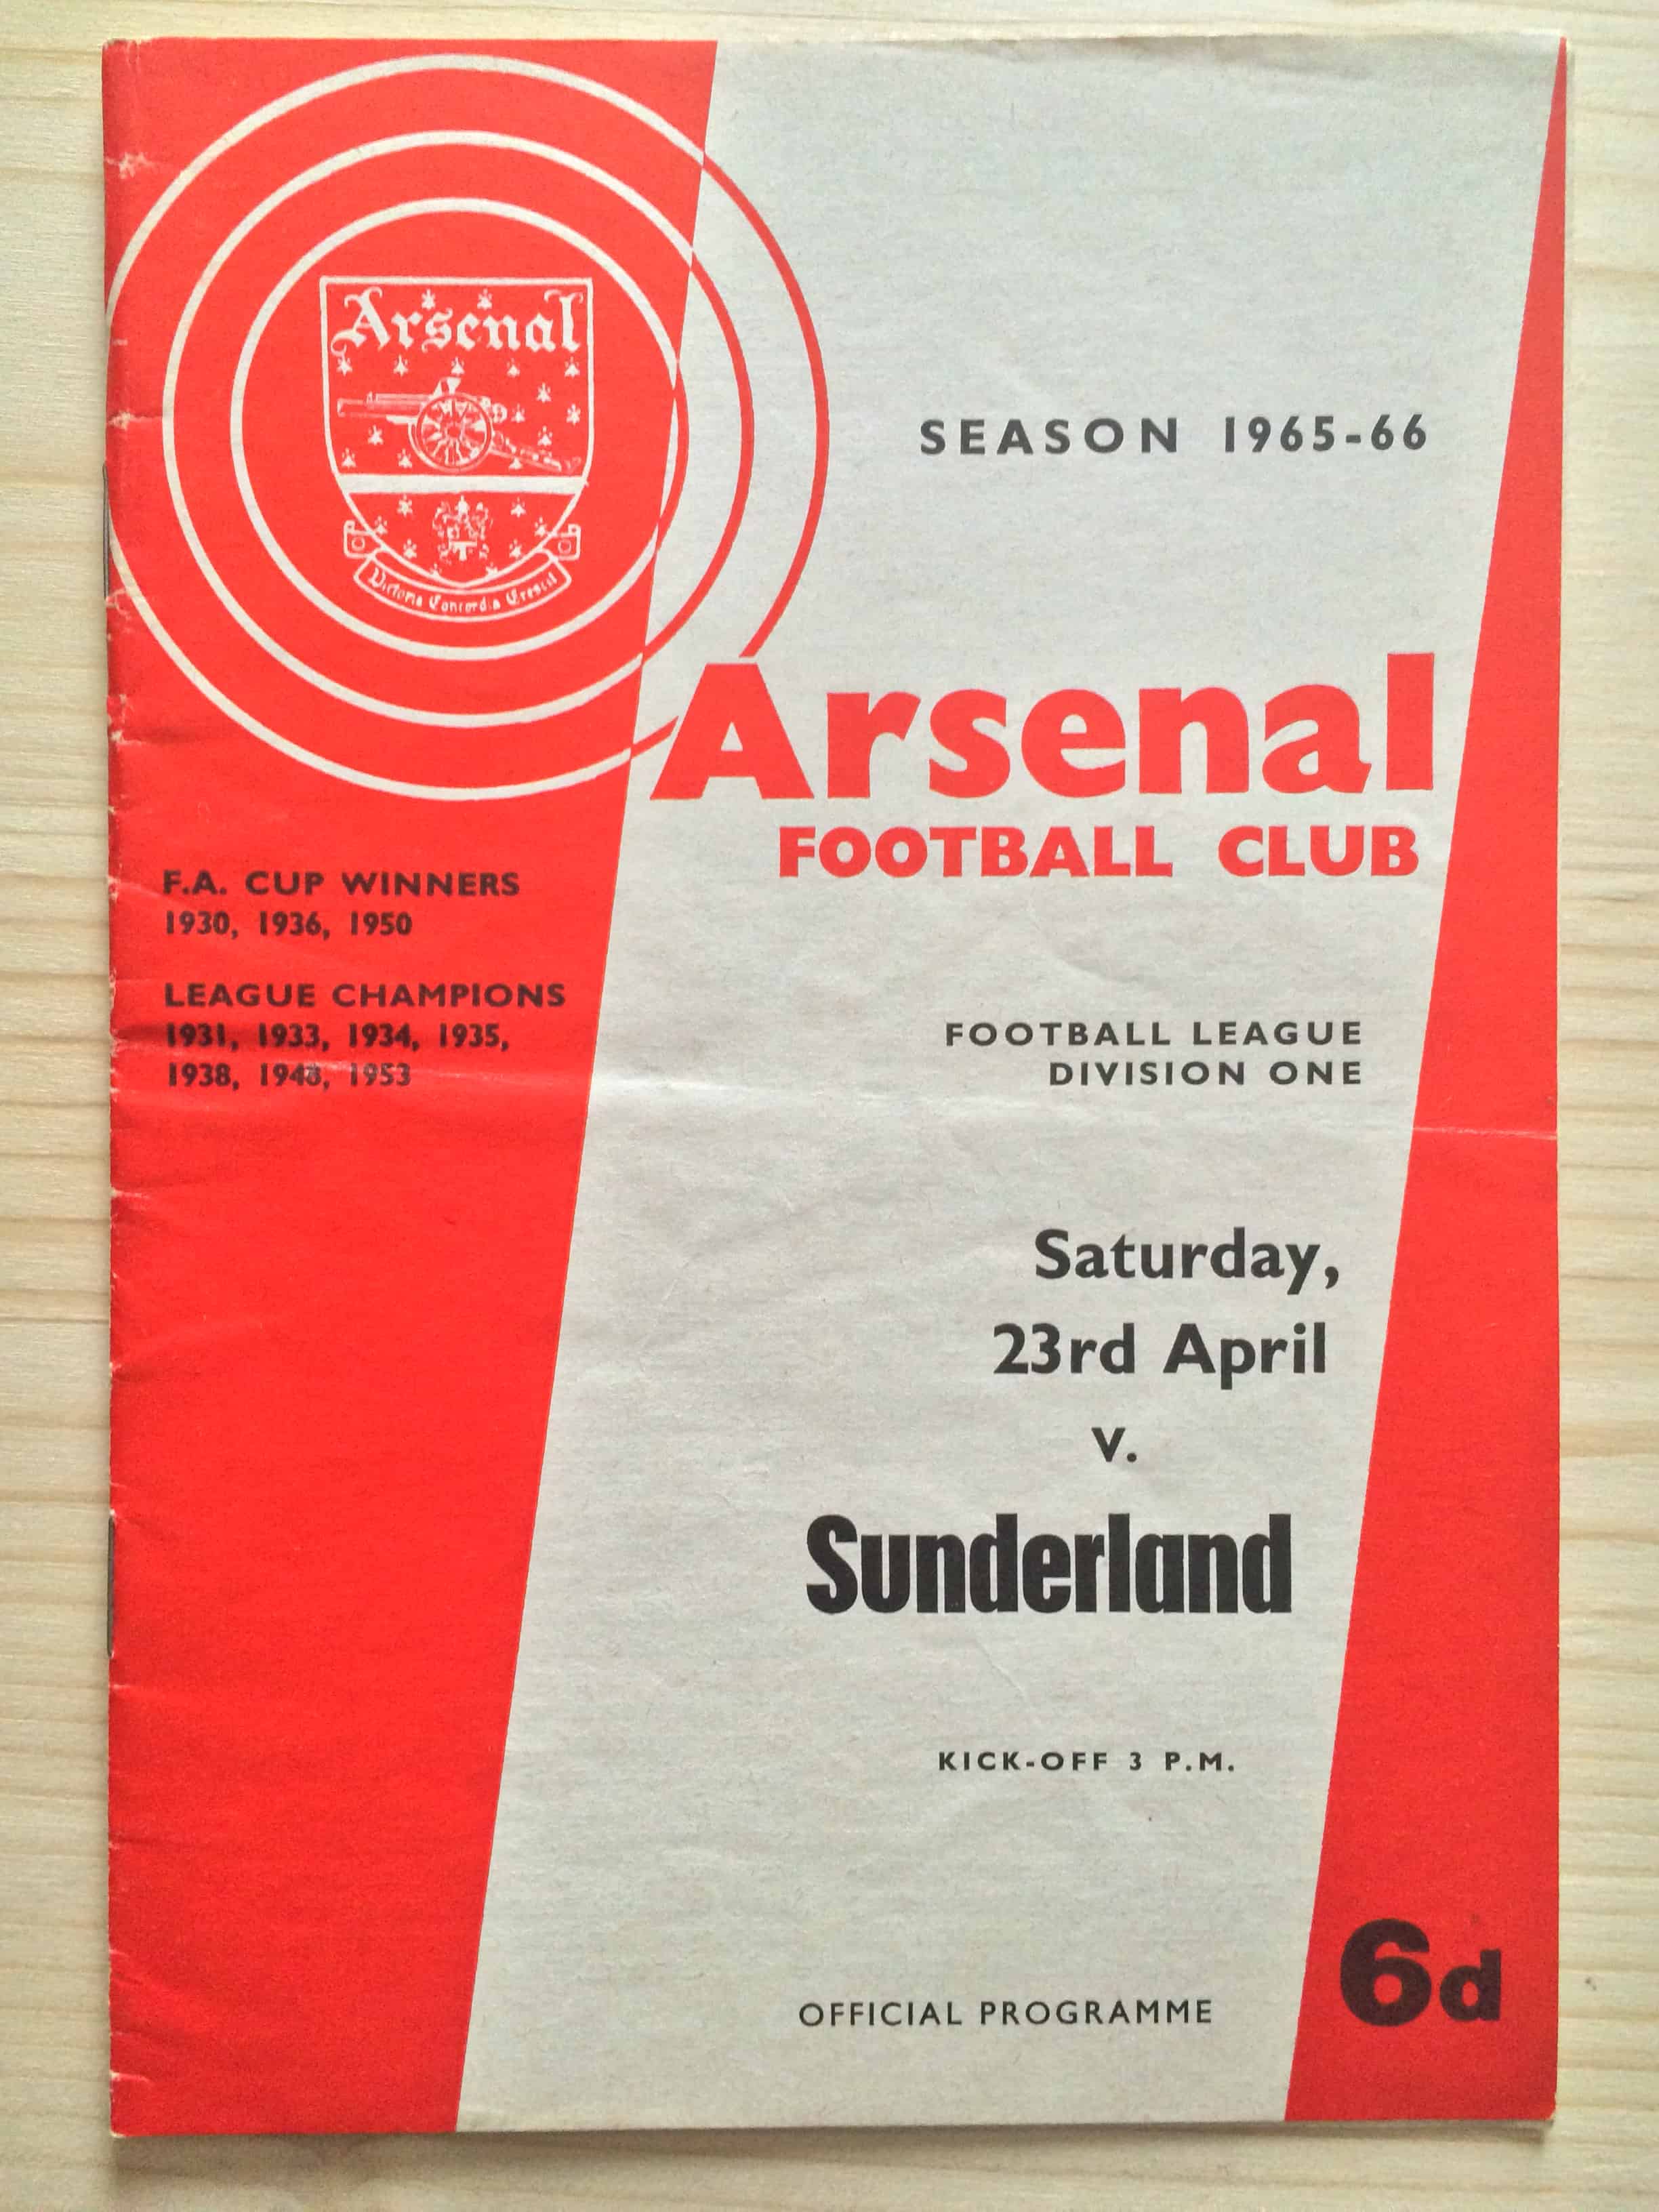 Arsenal
Victoria Concordia Crescit
SEASON 1965-66
Arsenal
FOOTBALL CLUB
F.A. CUP WINNERS
1930, 1936, 1950
LEAGUE CHAMPIONS
1931, 1933, 1934, 1935,
1938, 1948, 1953
FOOTBALL LEAGUE
DIVISION ONE
Saturday,
23rd April
v.
Sunderland
KICK-OFF 3 P.M.
OFFICIAL PROGRAMME
6d